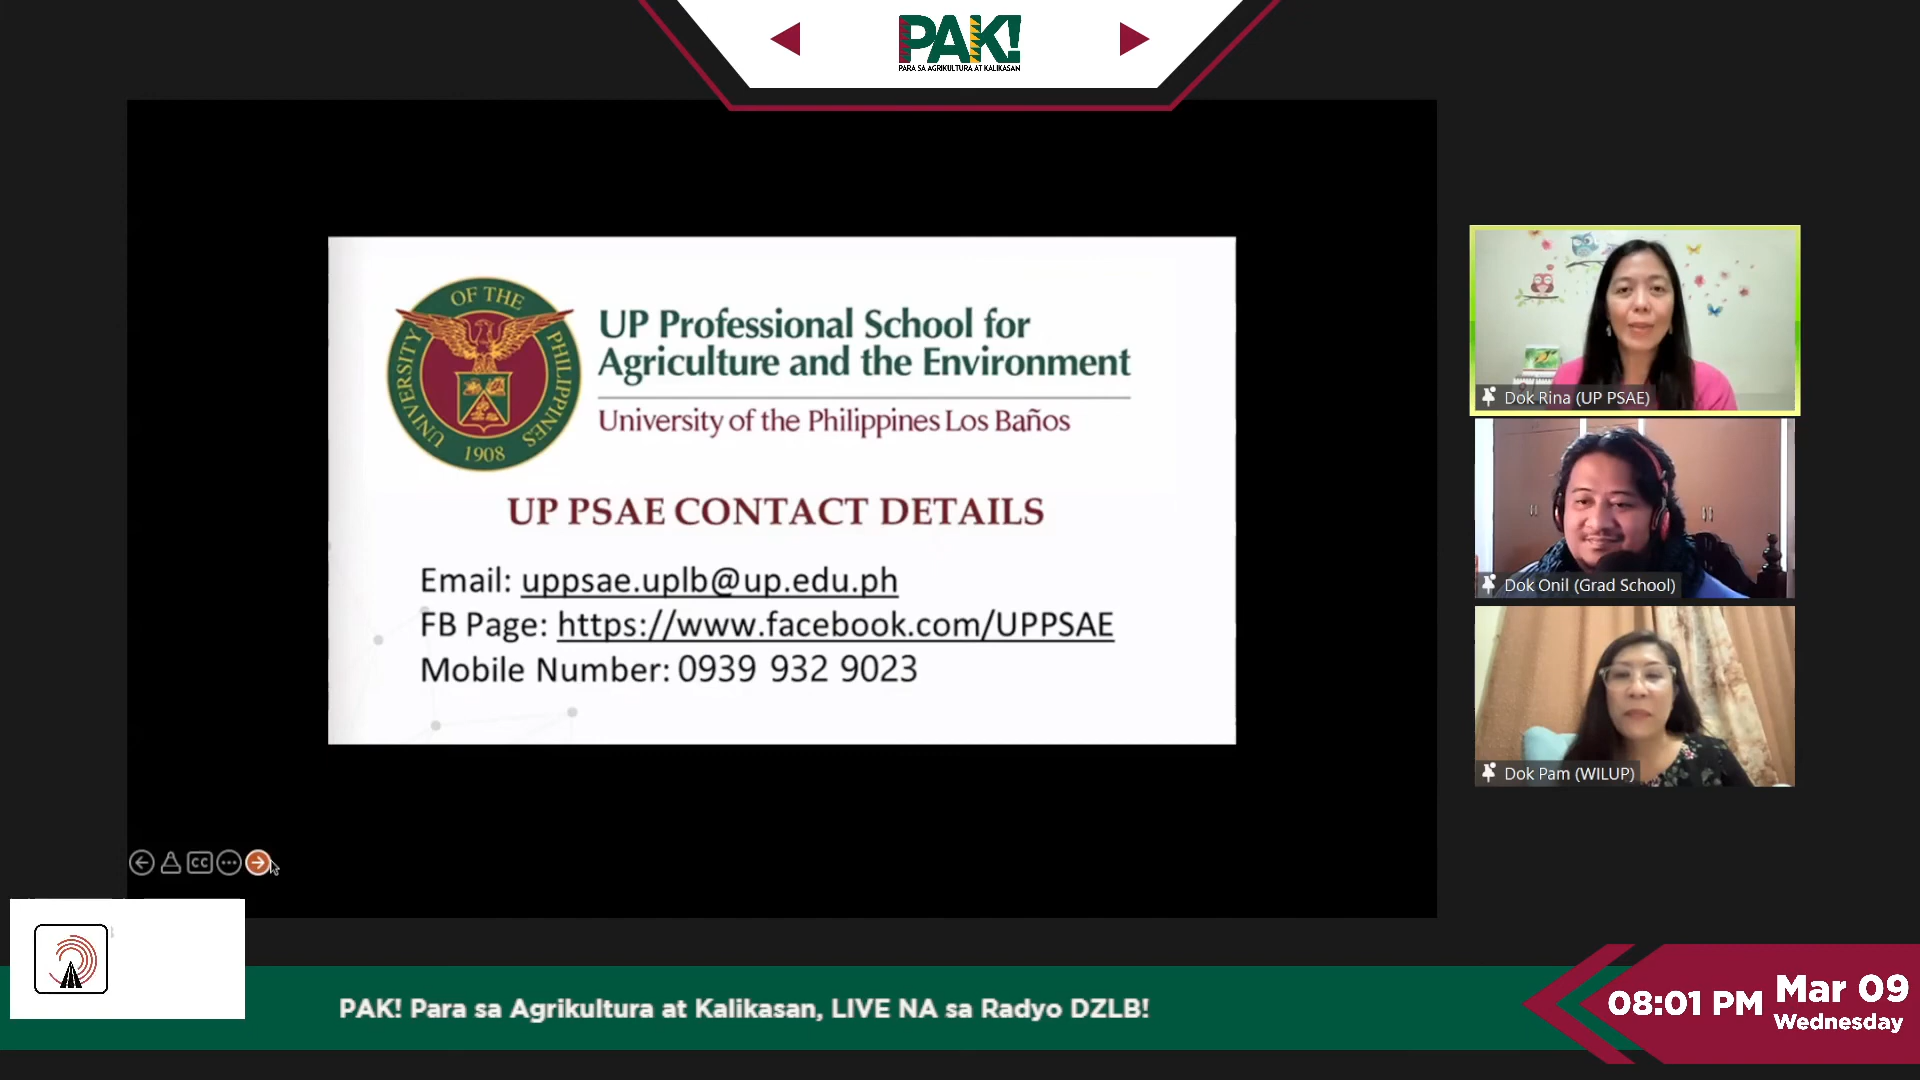 PAK!
PARA SA AGRIKULTURA AT KALIKASAN
UNIVERSITY OF THE PHILIPPINES
1908
UP Professional School for
Agriculture and the Environment
University of the Philippines Los Baños
UP PSAE CONTACT DETAILS
Email: uppsae.uplb@up.edu.ph
FB Page: https://www.facebook.com/UPPSAE
Mobile Number: 0939 932 9023
Dok Rina (UP PSAE)
Dok Onil (Grad School)
Dok Pam (WILUP)
CC
PAK! Para sa Agrikultura at Kalikasan, LIVE NA sa Radyo DZLB!
08:01 PM
Mar 09
Wednesday